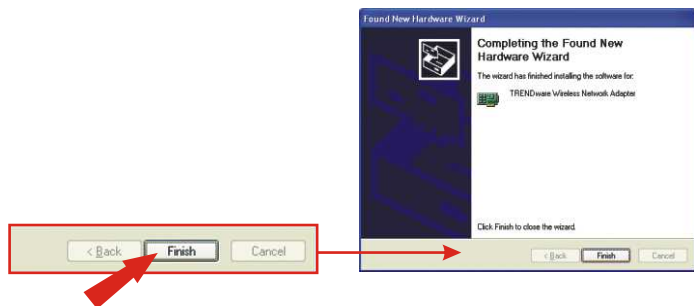 Found New Hardware Wizard
Completing the Found New
Hardware Wizard
The wizard has finished installing the software for:
TRENDware Wireless Network Adapter
Click Finish to close the wizard.
< Back Finish Cancel
< Back Finish Cancel